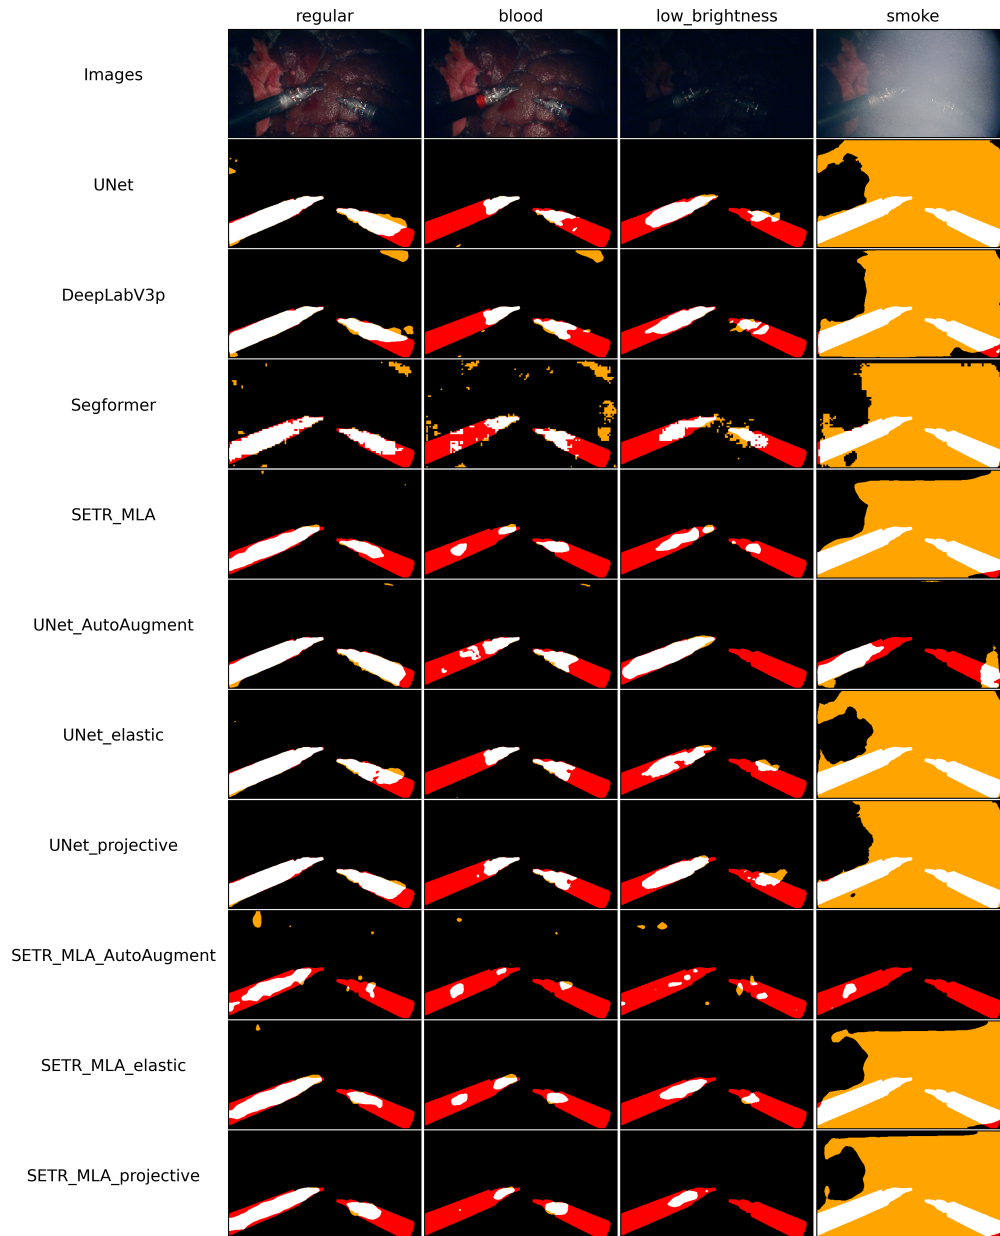 regular blood low_brightness smoke
Images
UNet
DeepLabV3p
Segformer
SETR_MLA
UNet_AutoAugment
UNet_elastic
UNet_projective
SETR_MLA_AutoAugment
SETR_MLA_elastic
SETR_MLA_projective